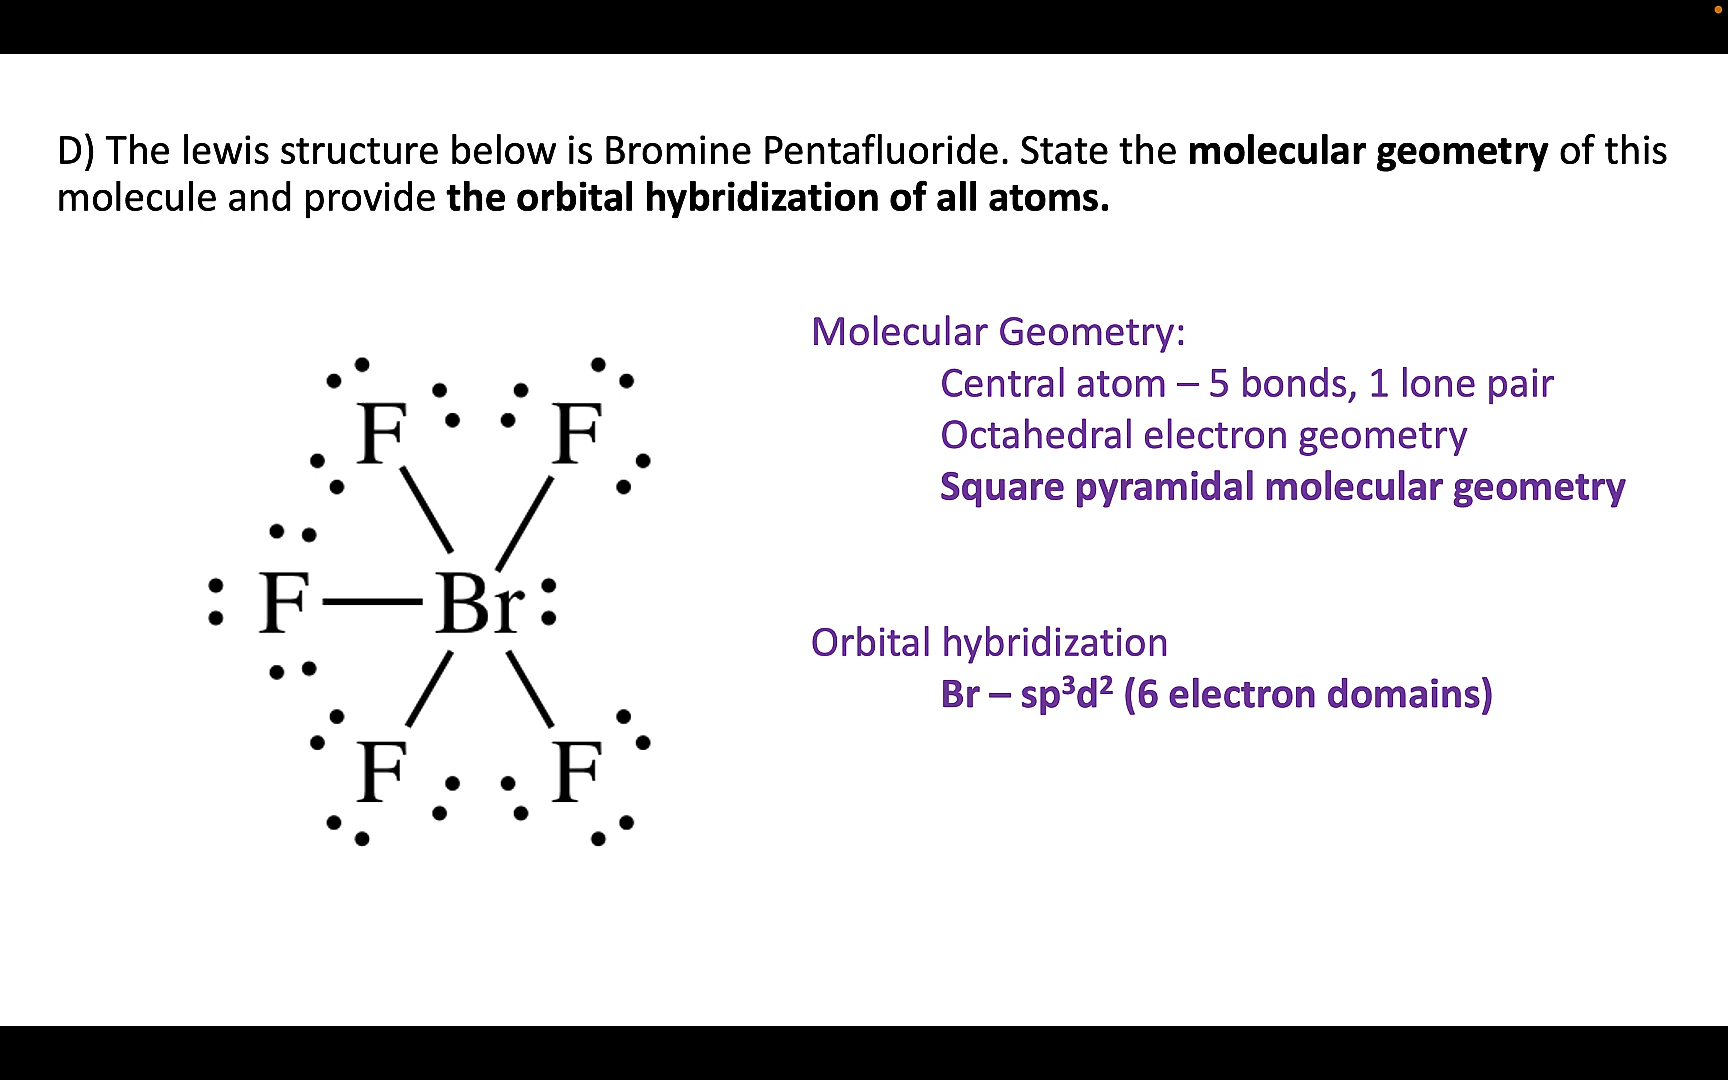 D) The lewis structure below is Bromine Pentafluoride. State the molecular geometry of this
molecule and provide the orbital hybridization of all atoms.
Molecular Geometry:
Central atom – 5 bonds, 1 lone pair
Octahedral electron geometry
Square pyramidal molecular geometry
F F
F Br
F F
Orbital hybridization
Br – sp³d² (6 electron domains)